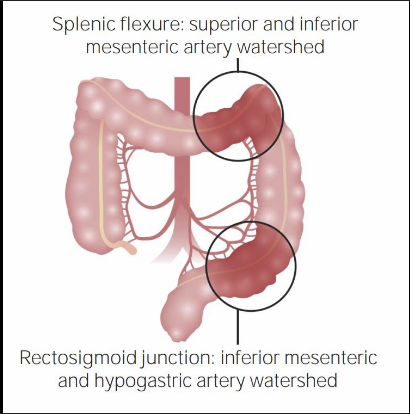 Splenic flexure: superior and inferior
mesenteric artery watershed
Rectosigmoid junction: inferior mesenteric
and hypogastric artery watershed